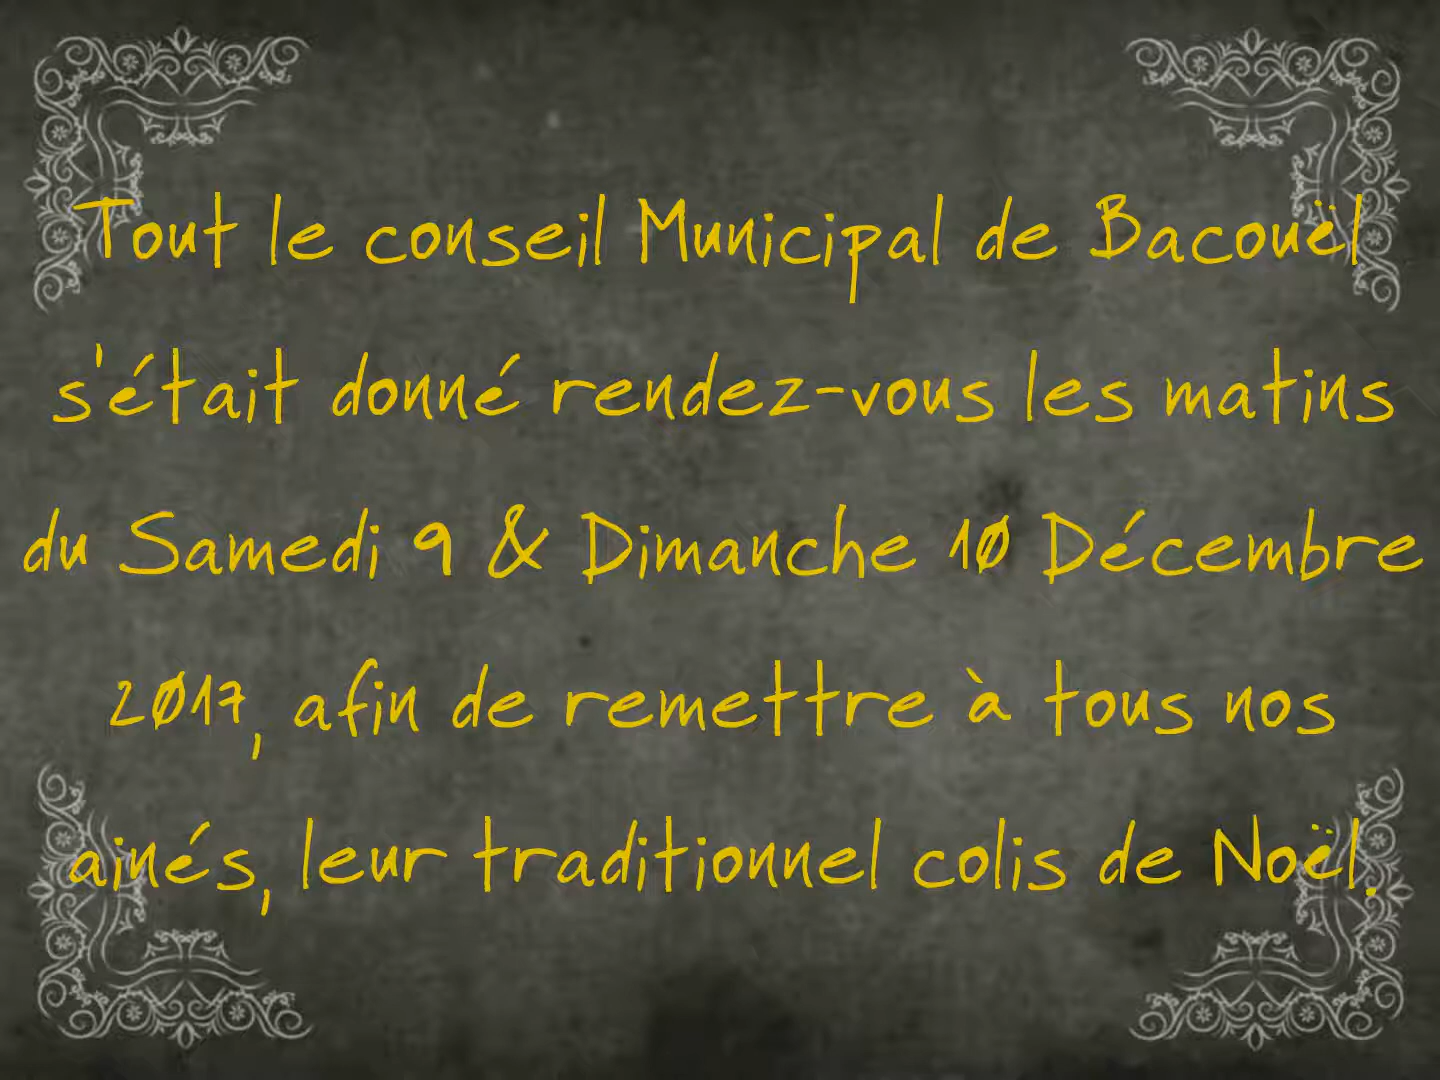 Tout le conseil Municipal de Bacouël
s'était donné rendez-vous les matins
du Samedi 9 & Dimanche 10 Décembre
2017, afin de remettre à tous nos
ainés, leur traditionnel colis de Noël.